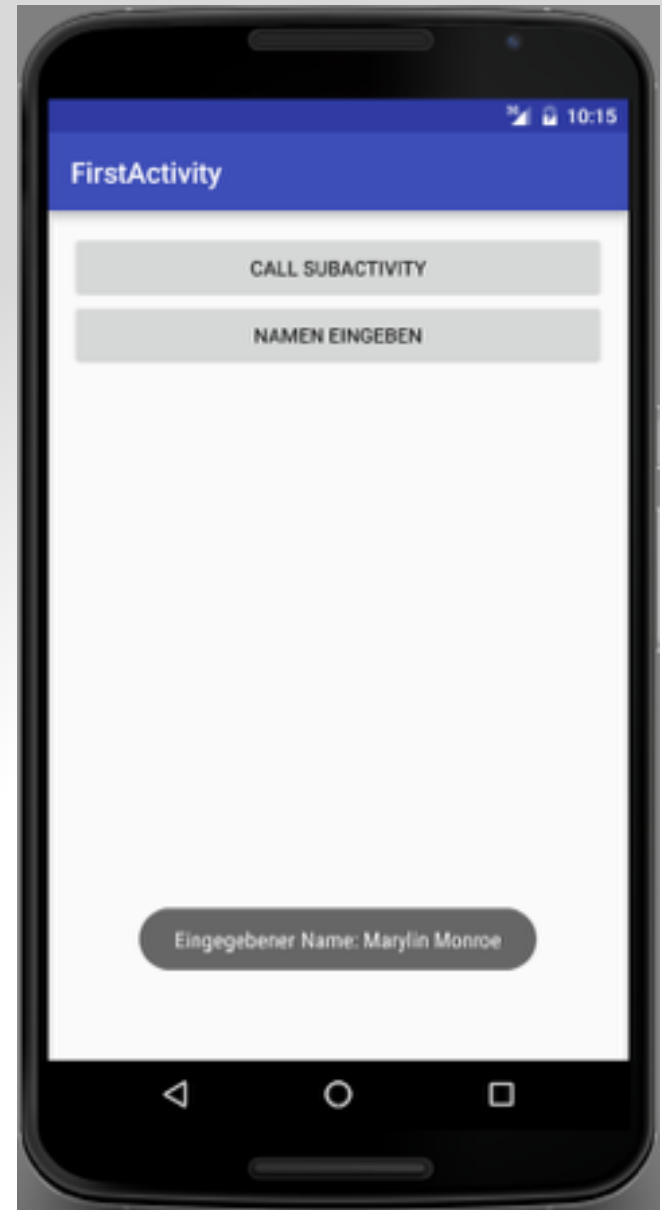 10:15
FirstActivity
CALL SUBACTIVITY
NAMEN EINGEBEN
Eingegebener Name: Marylin Monroe